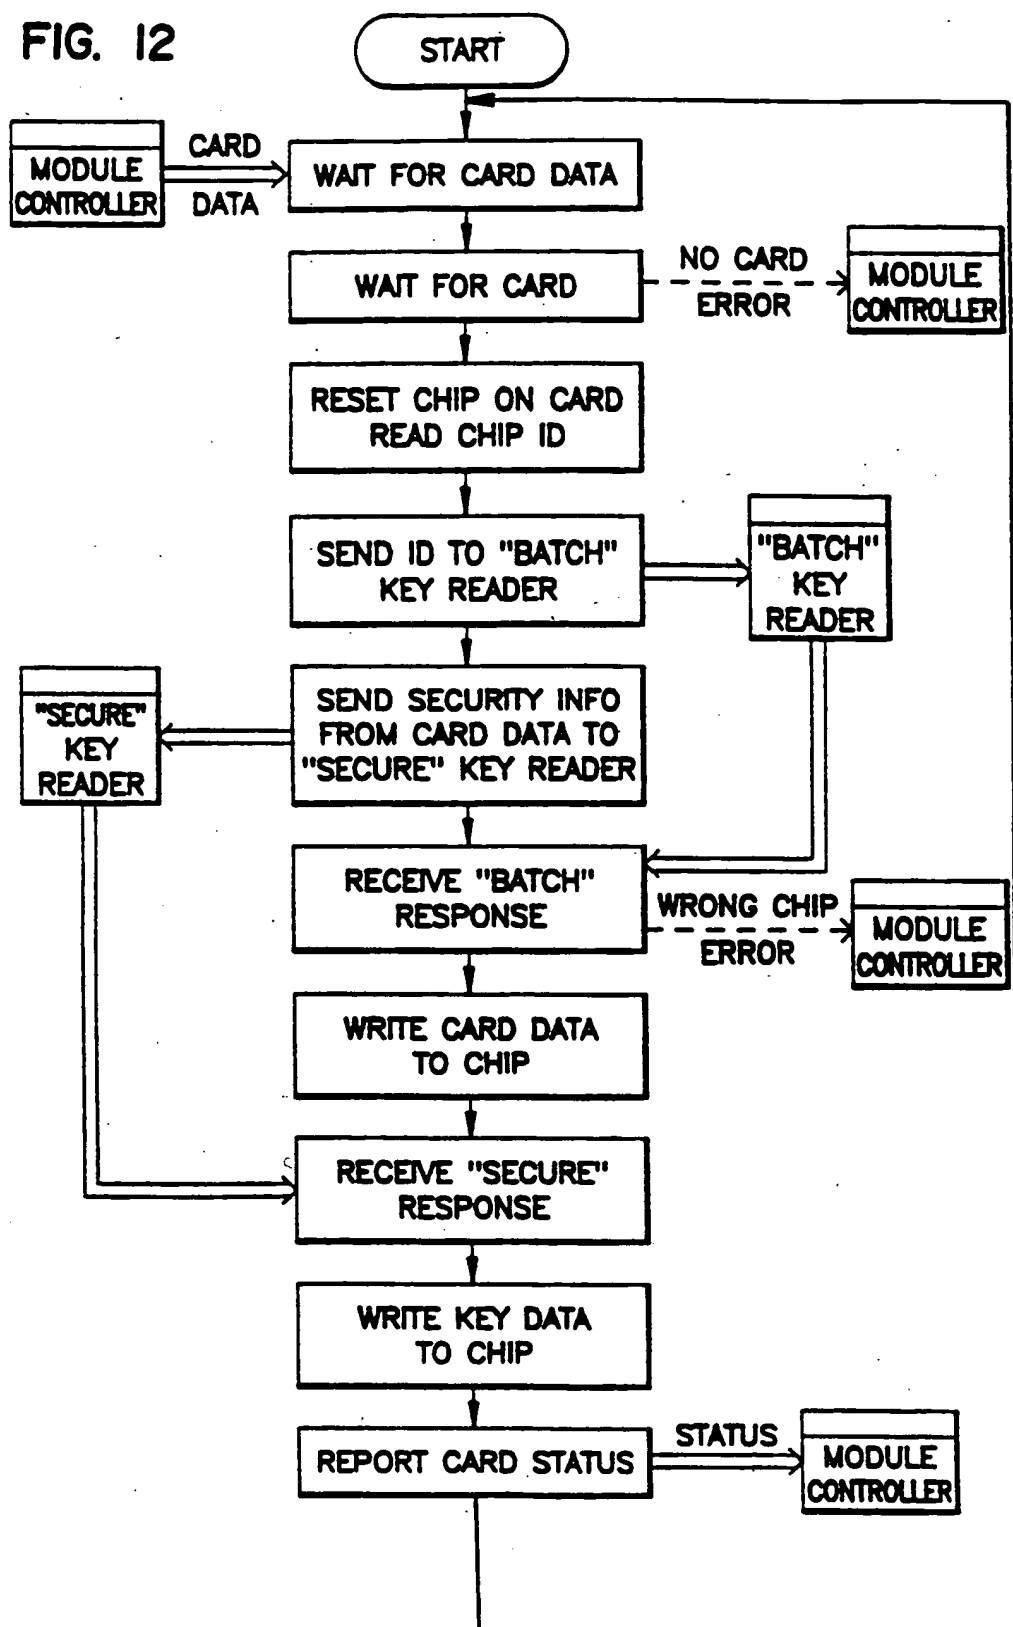 FIG. 12
START
MODULE
CONTROLLER
CARD
DATA
WAIT FOR CARD DATA
WAIT FOR CARD
NO CARD
ERROR
MODULE
CONTROLLER
RESET CHIP ON CARD
READ CHIP ID
SEND ID TO "BATCH"
KEY READER
"BATCH"
KEY
READER
SEND SECURITY INFO
FROM CARD DATA TO
"SECURE" KEY READER
"SECURE"
KEY
READER
RECEIVE "BATCH"
RESPONSE
WRONG CHIP
ERROR
MODULE
CONTROLLER
WRITE CARD DATA
TO CHIP
RECEIVE "SECURE"
RESPONSE
WRITE KEY DATA
TO CHIP
REPORT CARD STATUS
STATUS
MODULE
CONTROLLER